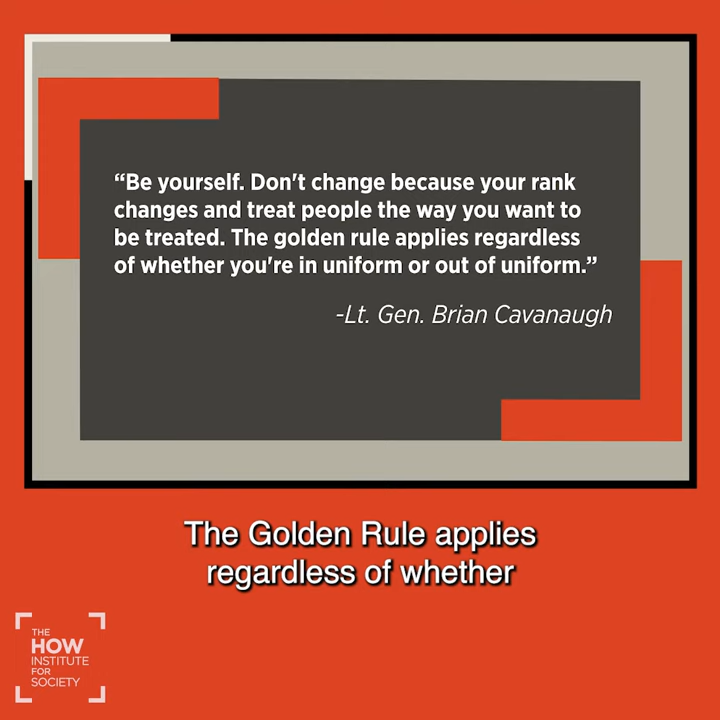 “Be yourself. Don't change because your rank
changes and treat people the way you want to
be treated. The golden rule applies regardless
of whether you're in uniform or out of uniform.”
-Lt. Gen. Brian Cavanaugh
The Golden Rule applies
regardless of whether
THE
HOW
INSTITUTE
FOR
SOCIETY